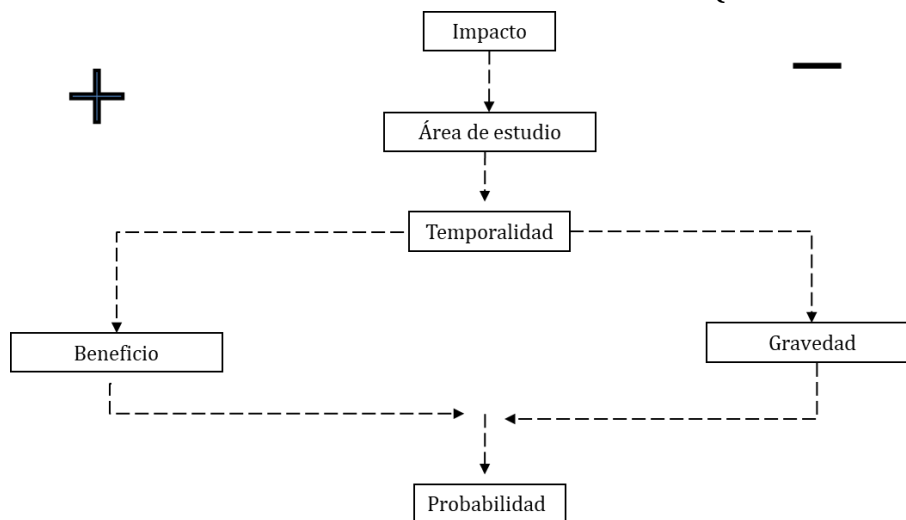 Impacto
Área de estudio
Temporalidad
Beneficio
Gravedad
Probabilidad